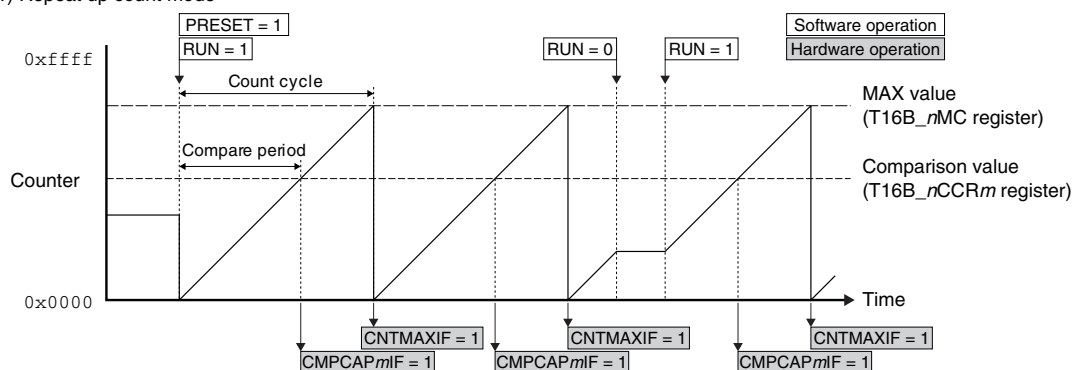 ) Repeat up count mode
PRESET = 1
RUN = 1
RUN = 0
RUN = 1
Software operation
Hardware operation
0xffff
Count cycle
MAX value
(T16B_nMC register)
Compare period
Comparison value
(T16B_nCCRm register)
Counter
0x0000
Time
CNTMAXIF = 1
CNTMAXIF = 1
CNTMAXIF = 1
CMPCAPmIF = 1
CMPCAPmIF = 1
CMPCAPmIF = 1